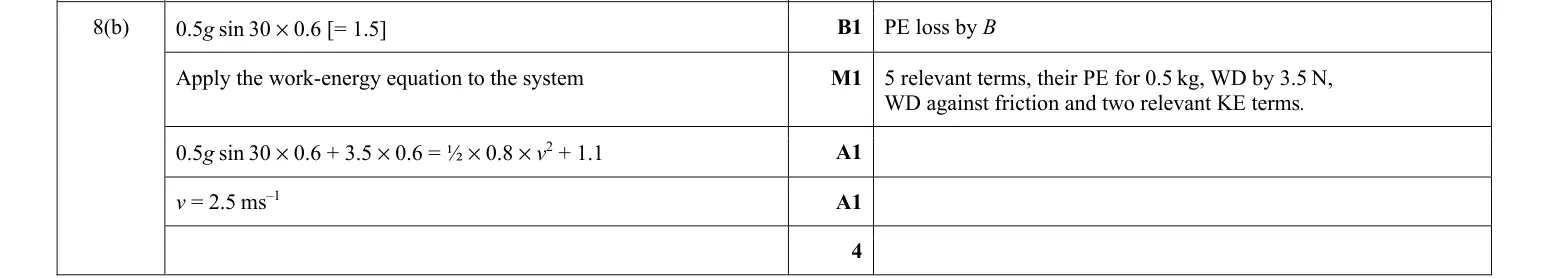 8(b) 0.5g sin 30 × 0.6 [= 1.5] B1 PE loss by B
Apply the work-energy equation to the system M1 5 relevant terms, their PE for 0.5 kg, WD by 3.5 N,
WD against friction and two relevant KE terms.
0.5g sin 30 × 0.6 + 3.5 × 0.6 = ½ × 0.8 × v² + 1.1 A1
v = 2.5 ms⁻¹ A1
4